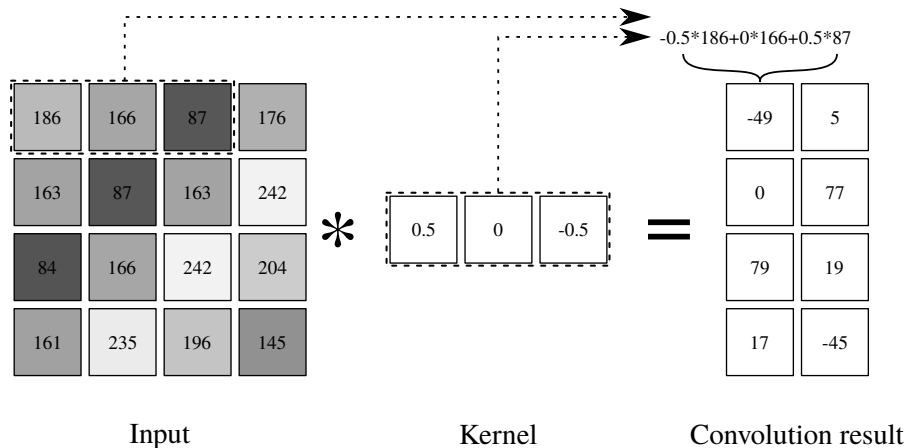 -0.5*186+0*166+0.5*87
186 166 87 176 -49 5
163 87 163 242 0 77
0.5 0 -0.5
84 166 242 204 79 19
* =
161 235 196 145 17 -45
Input Kernel Convolution result